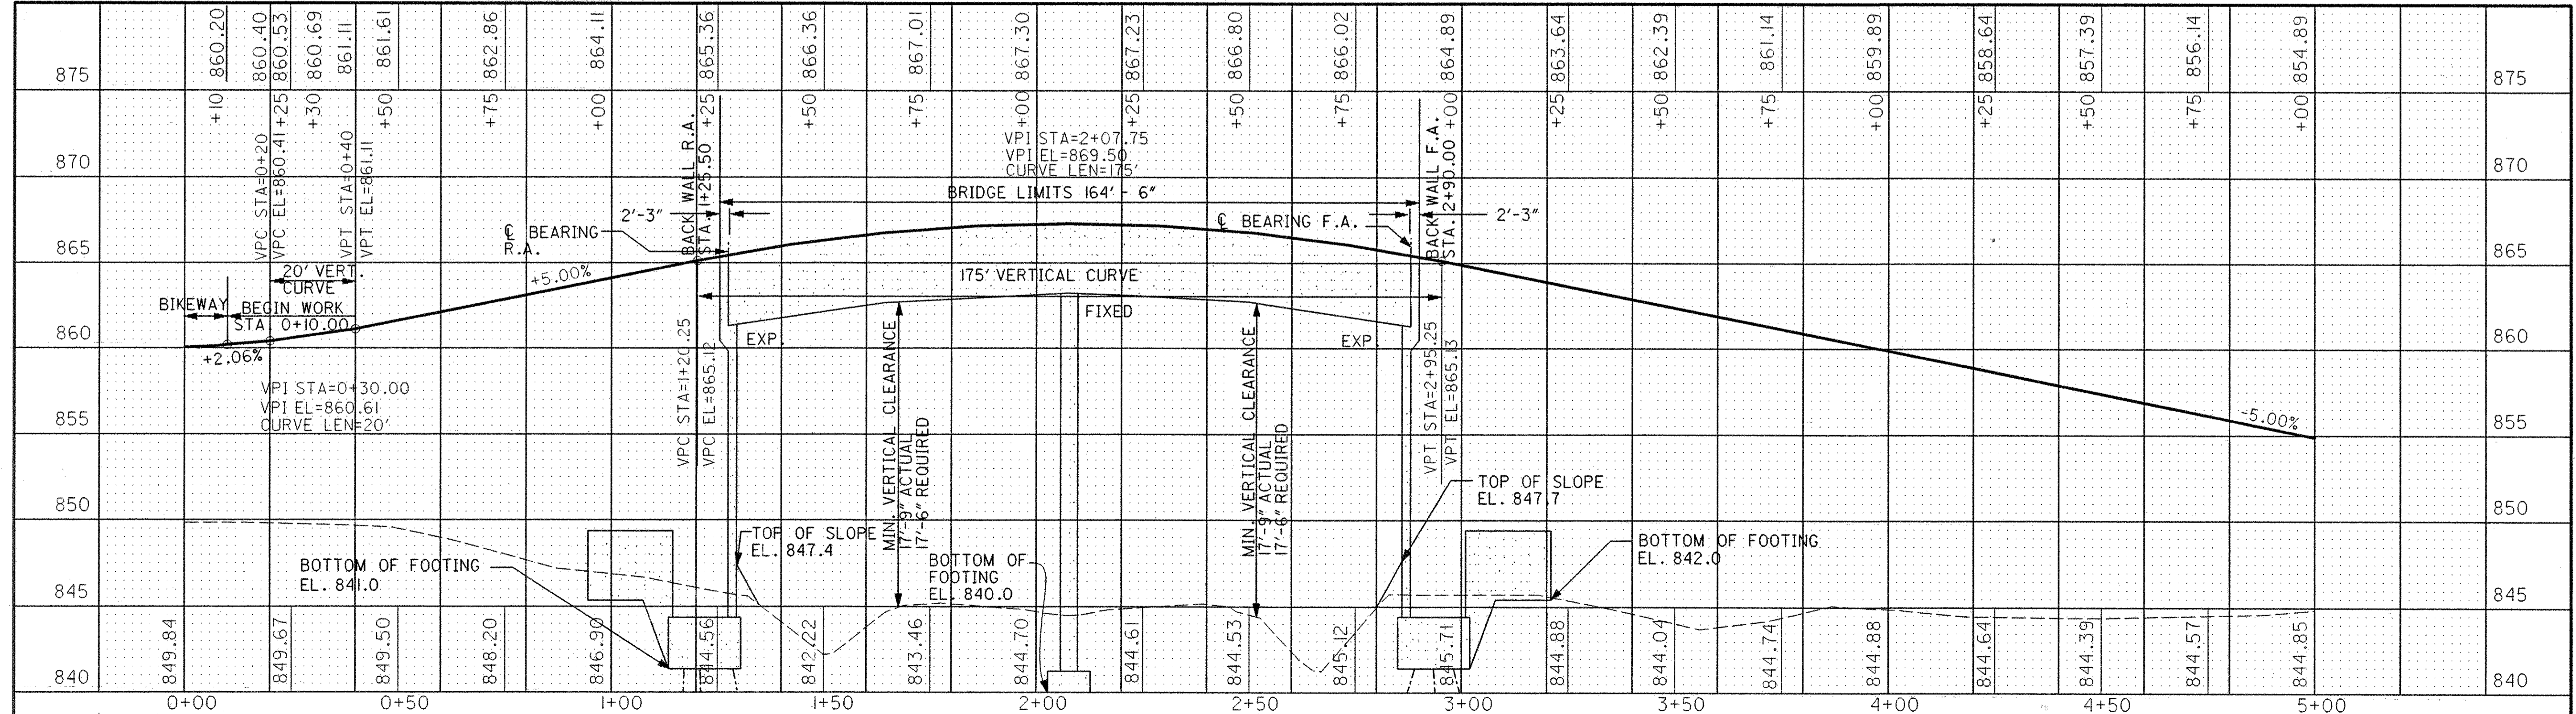 860.20
860.40
860.53
860.69
861.11
861.61
862.86
864.11
865.36
866.36
867.01
867.30
867.23
866.80
866.02
864.89
863.64
862.39
861.14
859.89
858.64
857.39
856.14
854.89
875
875
+10
+25
+30
+50
+75
+00
+25
+50
+75
+00
+25
+50
+75
+00
+25
+50
+75
+00
+25
+50
+75
+00
VPC STA=0+20
VPC EL=860.41
VPT STA=0+40
VPT EL=861.11
BACK WALL R.A.
STA. 1+25.50
VPI STA=2+07.75
VPI EL=869.50
CURVE LEN=175'
BACK WALL F.A.
STA. 2+90.00
870
870
BRIDGE LIMITS 164' - 6"
2'-3"
2'-3"
℄ BEARING
R.A.
℄ BEARING F.A.
865
865
20' VERT.
CURVE
+5.00%
175' VERTICAL CURVE
BIKEWAY
BEGIN WORK
STA. 0+10.00
FIXED
EXP.
EXP.
860
860
+2.06%
VPI STA=0+30.00
VPI EL=860.61
CURVE LEN=20'
VPC STA=1+20.25
VPC EL=865.12
MIN. VERTICAL CLEARANCE
17'-9" ACTUAL
17'-6" REQUIRED
MIN. VERTICAL CLEARANCE
17'-9" ACTUAL
17'-6" REQUIRED
VPT STA=2+95.25
VPT EL=865.13
855
855
-5.00%
850
850
TOP OF SLOPE
EL. 847.4
TOP OF SLOPE
EL. 847.7
BOTTOM OF FOOTING
EL. 841.0
BOTTOM OF
FOOTING
EL. 840.0
BOTTOM OF FOOTING
EL. 842.0
845
845
849.84
849.67
849.50
848.20
846.90
844.56
842.22
843.46
844.70
844.61
844.53
845.12
845.71
844.88
844.04
844.74
844.88
844.64
844.39
844.57
844.85
840
840
0+00
0+50
1+00
1+50
2+00
2+50
3+00
3+50
4+00
4+50
5+00